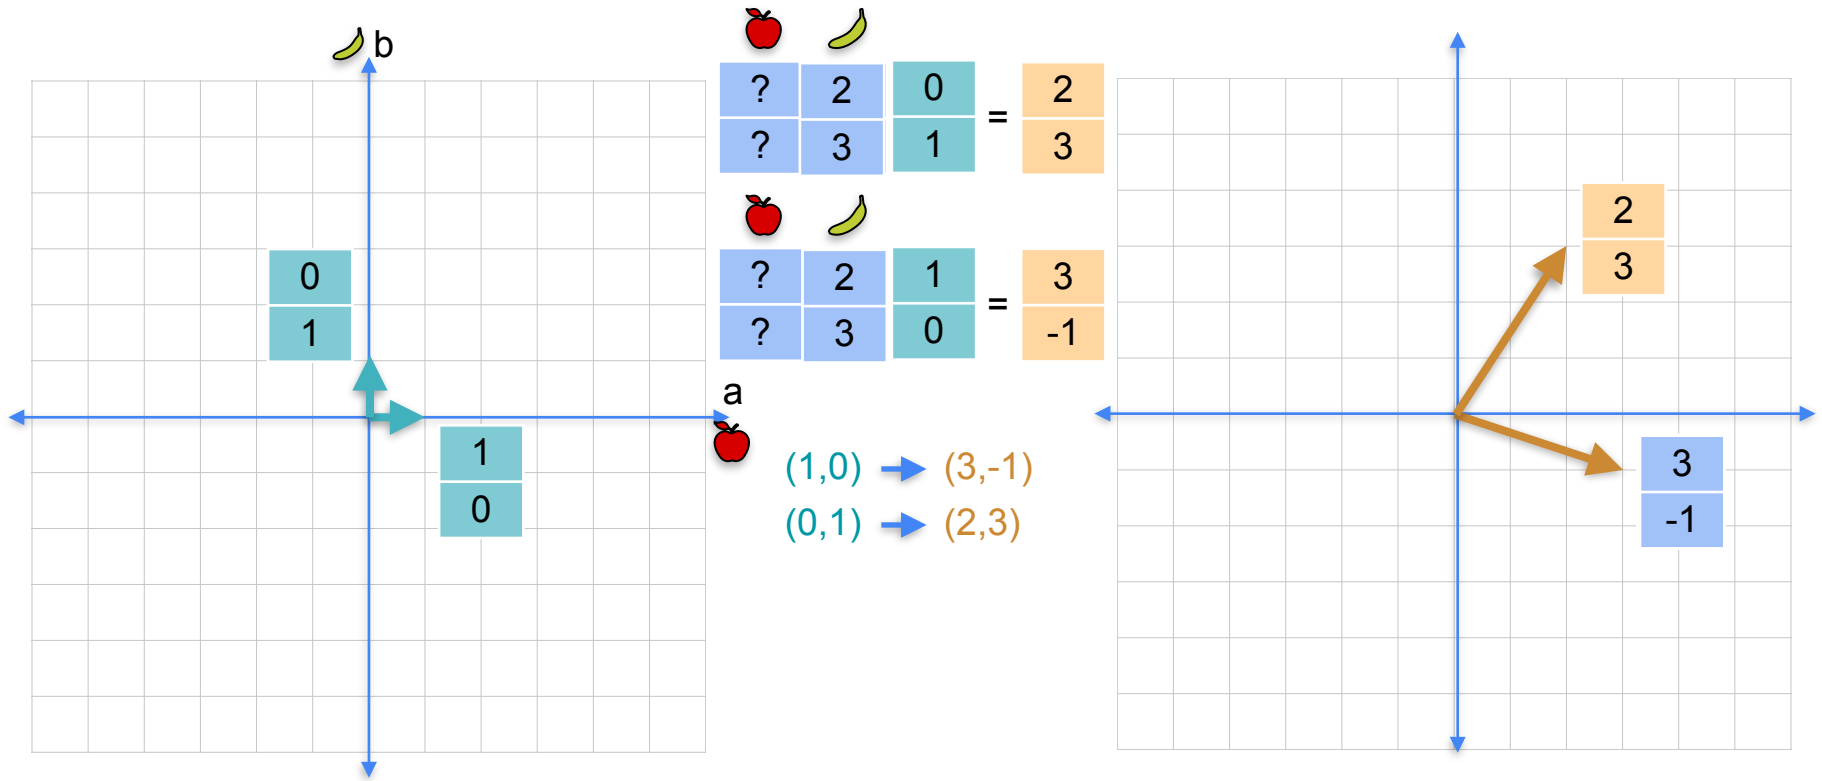 b
0
1
1
0
a
? 2 0 = 2
? 3 1 3
? 2 1 = 3
? 3 0 -1
(1,0) (3,-1)
(0,1) (2,3)
2
3
3
-1